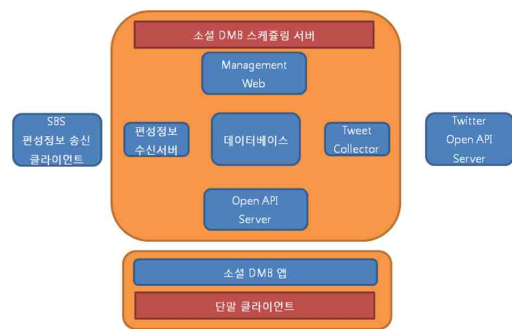 소셜 DMB 스케쥴링 서버
Management
Web
SBS
편성정보 송신
클라이언트
편성정보
수신서버
데이터베이스
Tweet
Collector
Twitter
Open API
Server
Open API
Server
소셜 DMB 앱
단말 클라이언트